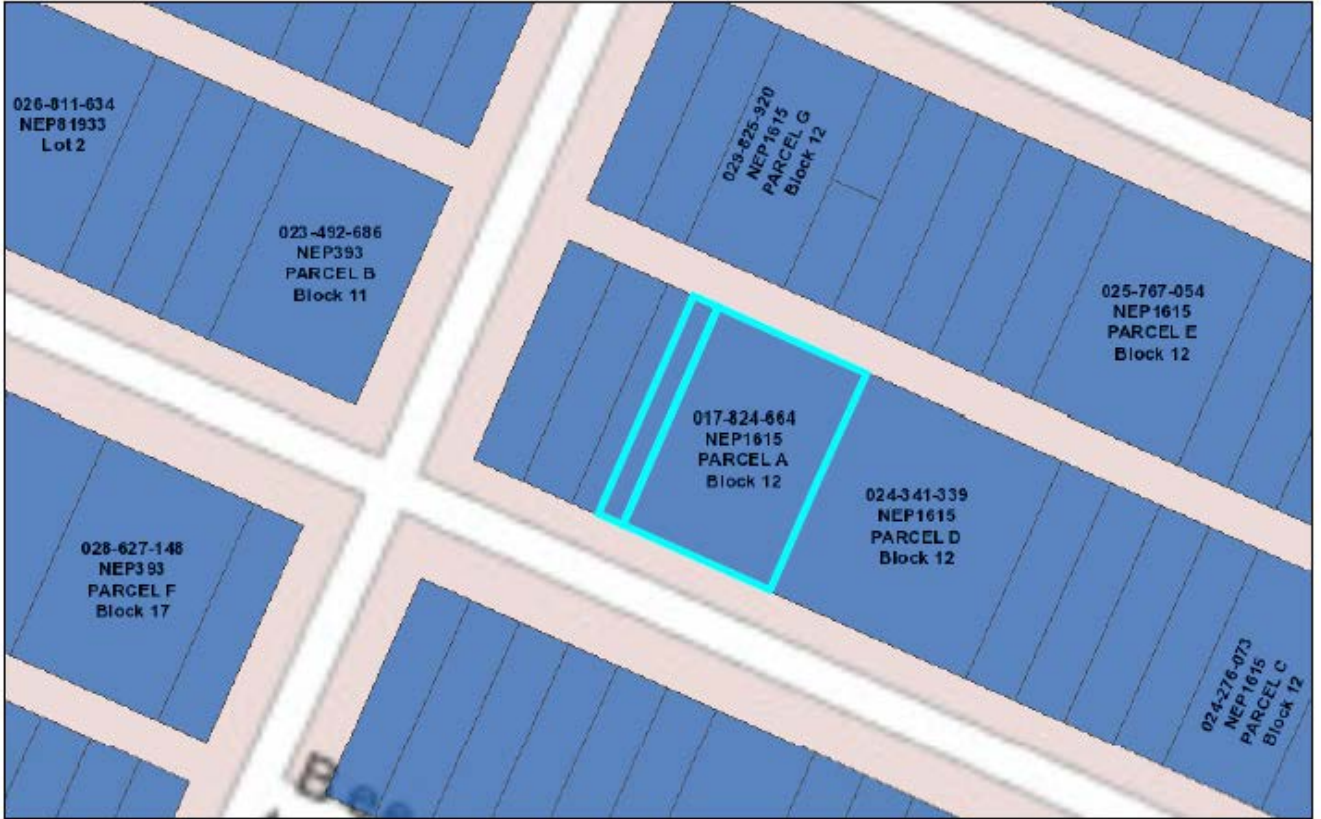 026-811-634
NEP81933
Lot 2
023-492-686
NEP393
PARCEL B
Block 11
029-825-920
NEP1615
PARCEL G
Block 12
025-767-054
NEP1615
PARCEL E
Block 12
017-824-664
NEP1615
PARCEL A
Block 12
024-341-339
NEP1615
PARCEL D
Block 12
028-627-148
NEP393
PARCEL F
Block 17
024-276-073
NEP1615
PARCEL C
Block 12